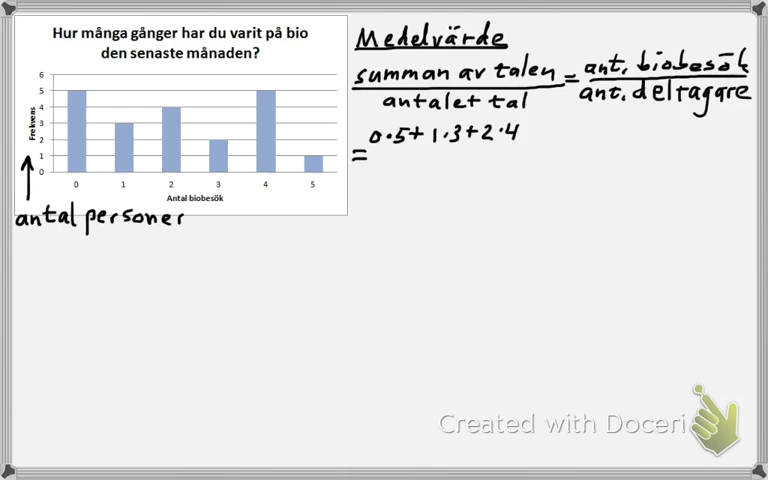 Hur många gånger har du varit på bio
den senaste månaden?
6
5
4
3
2
1
0
Frekvens
0 1 2 3 4 5
Antal biobesök
antal personer
Medelvärde
summan av talen = ant. biobesök
antalet tal ant. deltagare
= 0·5+1·3+2·4
Created with Doceri